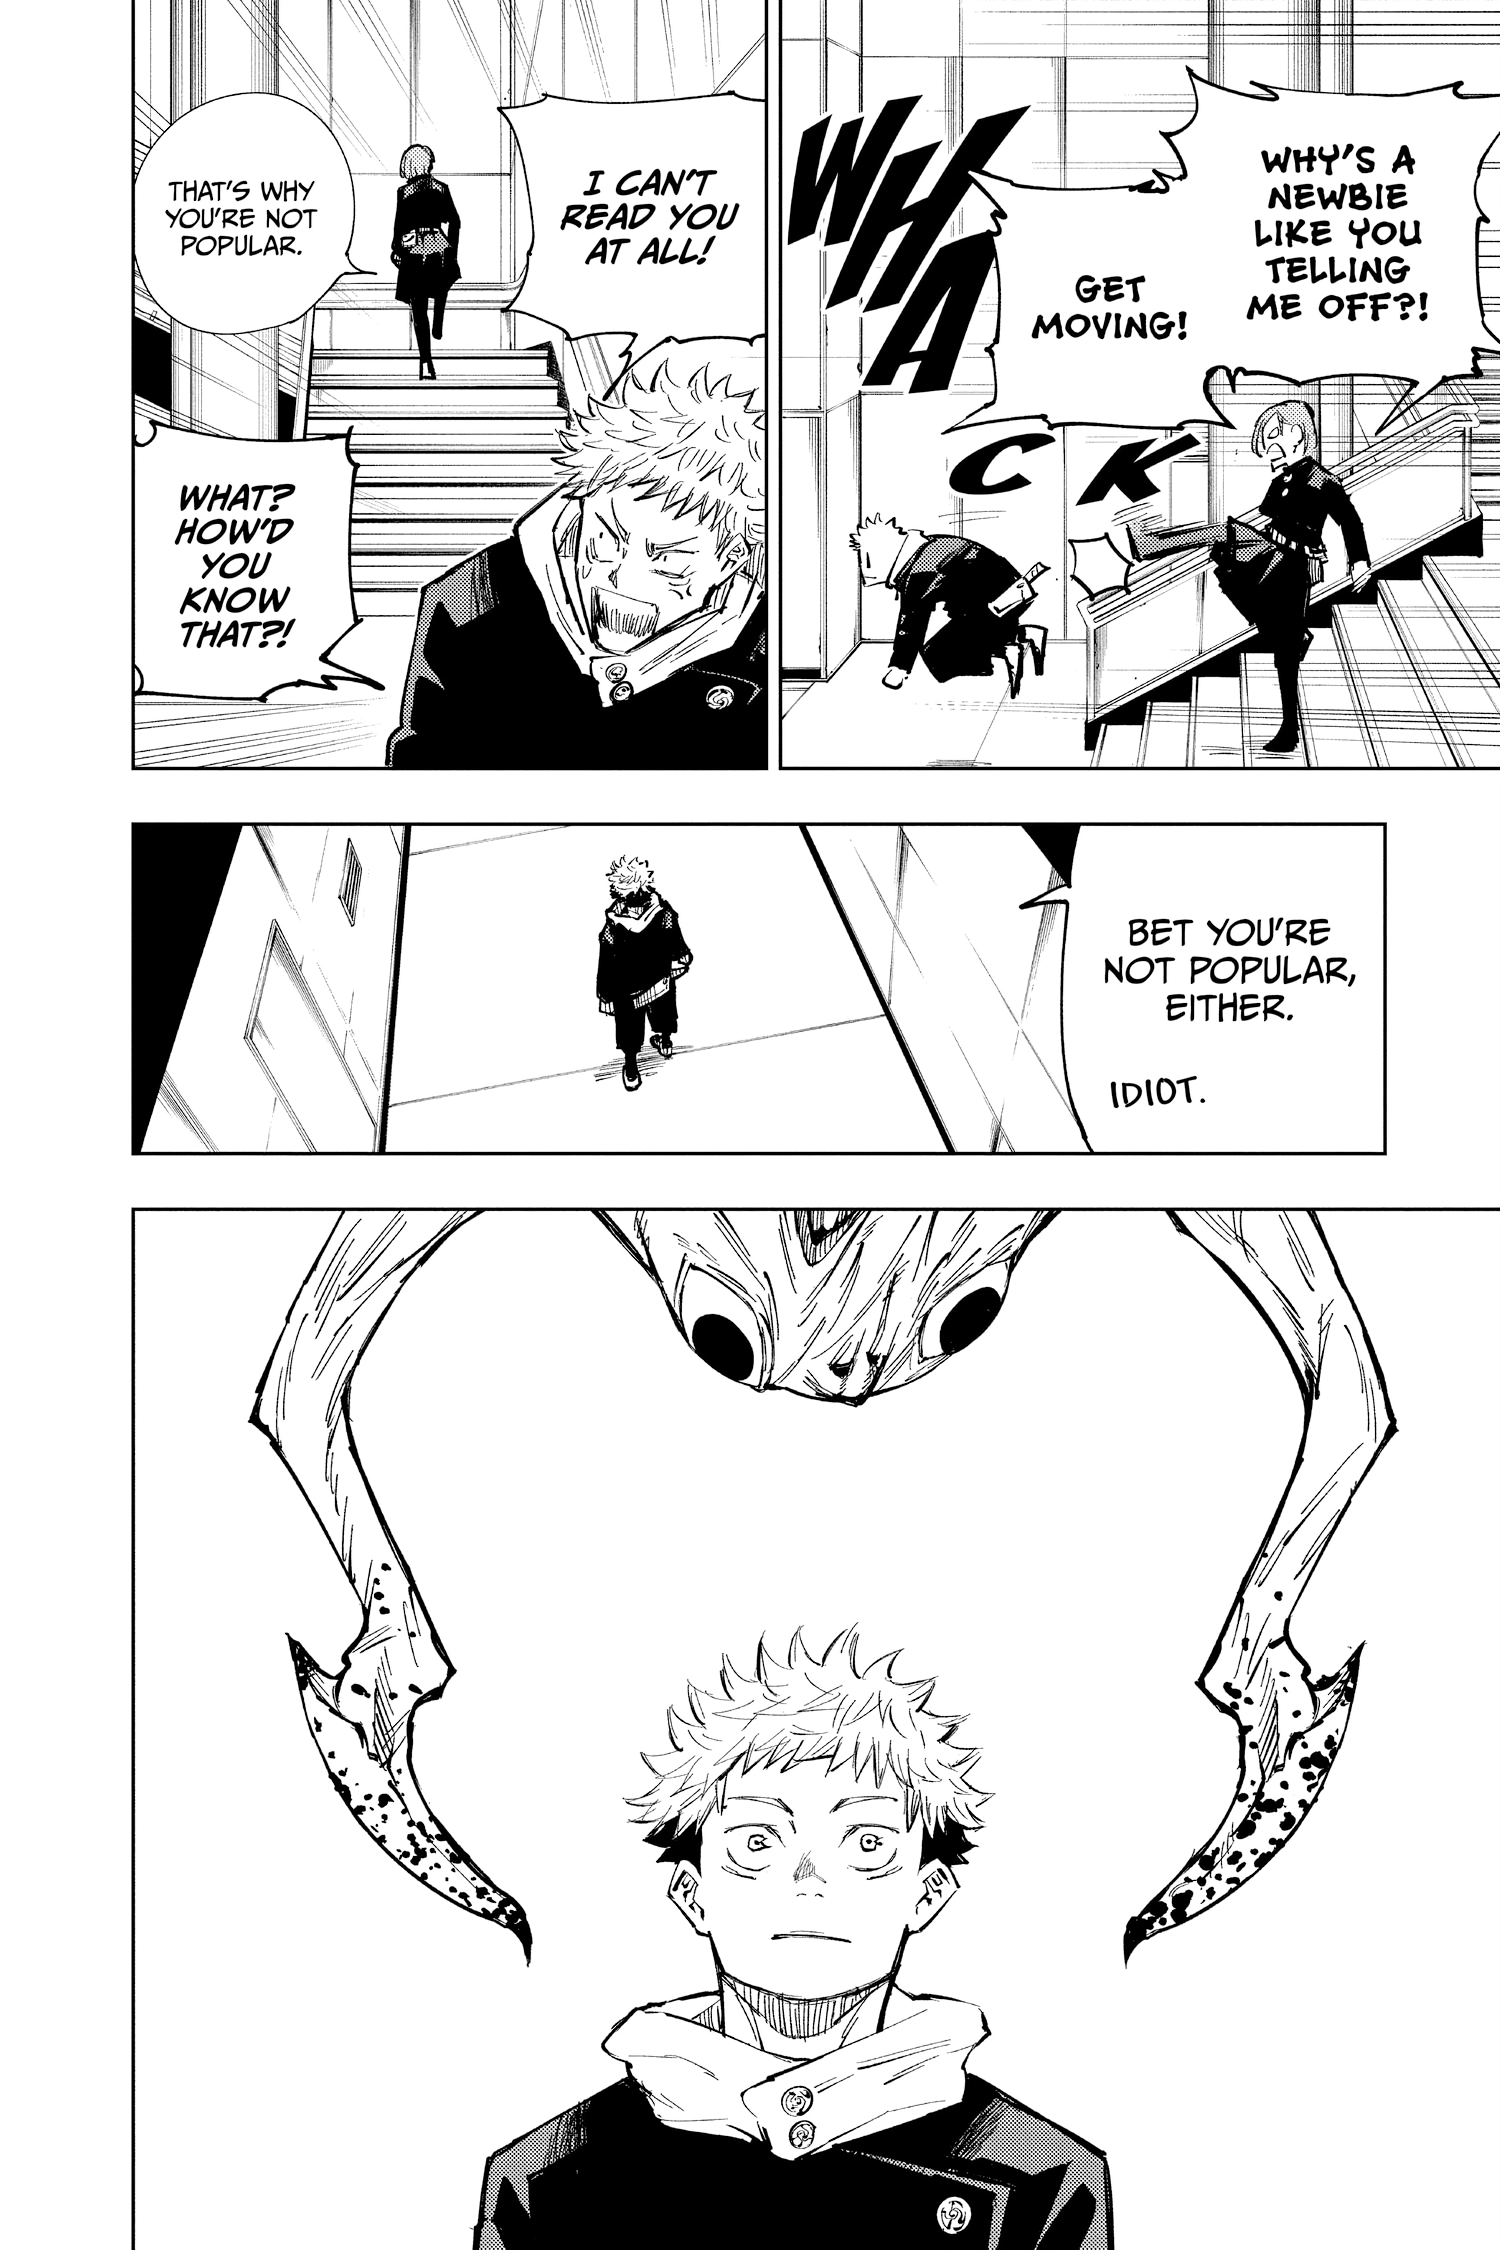 WHY'S A
NEWBIE
LIKE YOU
TELLING
ME OFF?!
GET
MOVING!
WHA
CK
I CAN'T
READ YOU
AT ALL!
THAT'S WHY
YOU'RE NOT
POPULAR.
WHAT?
HOW'D
YOU
KNOW
THAT?!
BET YOU'RE
NOT POPULAR,
EITHER.
IDIOT.